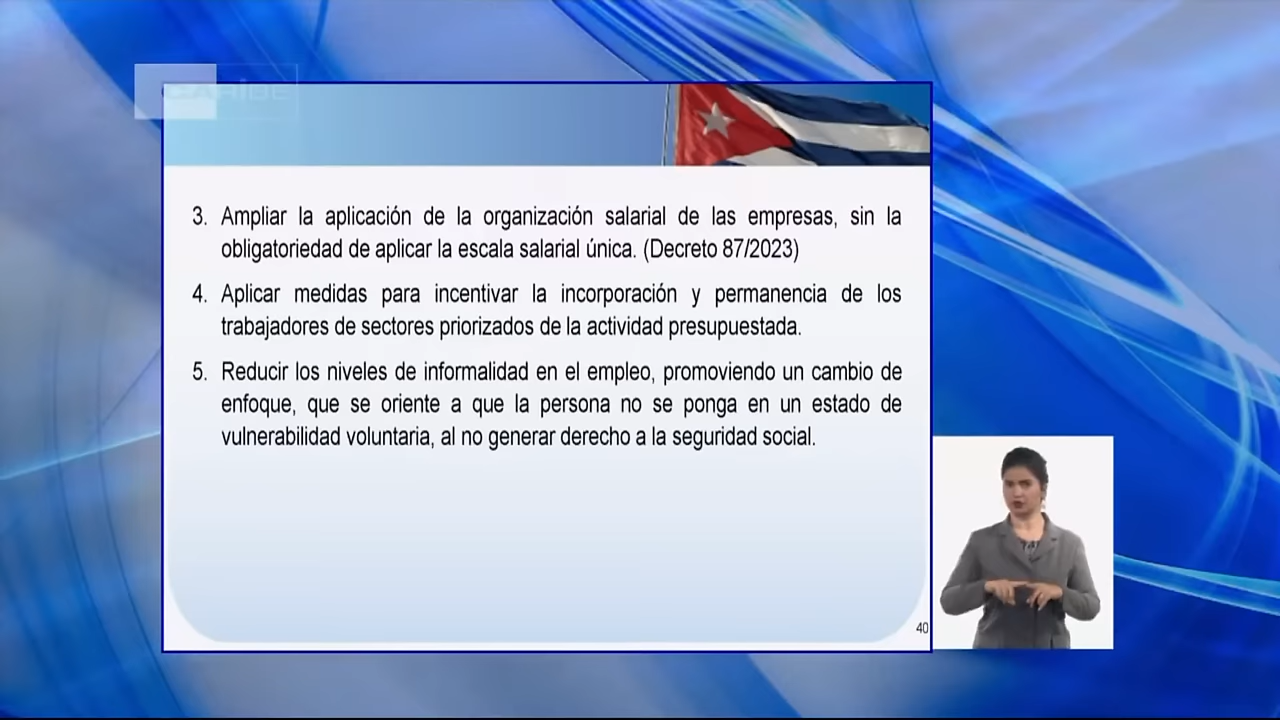 CARIBE
3. Ampliar la aplicación de la organización salarial de las empresas, sin la
obligatoriedad de aplicar la escala salarial única. (Decreto 87/2023)
4. Aplicar medidas para incentivar la incorporación y permanencia de los
trabajadores de sectores priorizados de la actividad presupuestada.
5. Reducir los niveles de informalidad en el empleo, promoviendo un cambio de
enfoque, que se oriente a que la persona no se ponga en un estado de
vulnerabilidad voluntaria, al no generar derecho a la seguridad social.
40